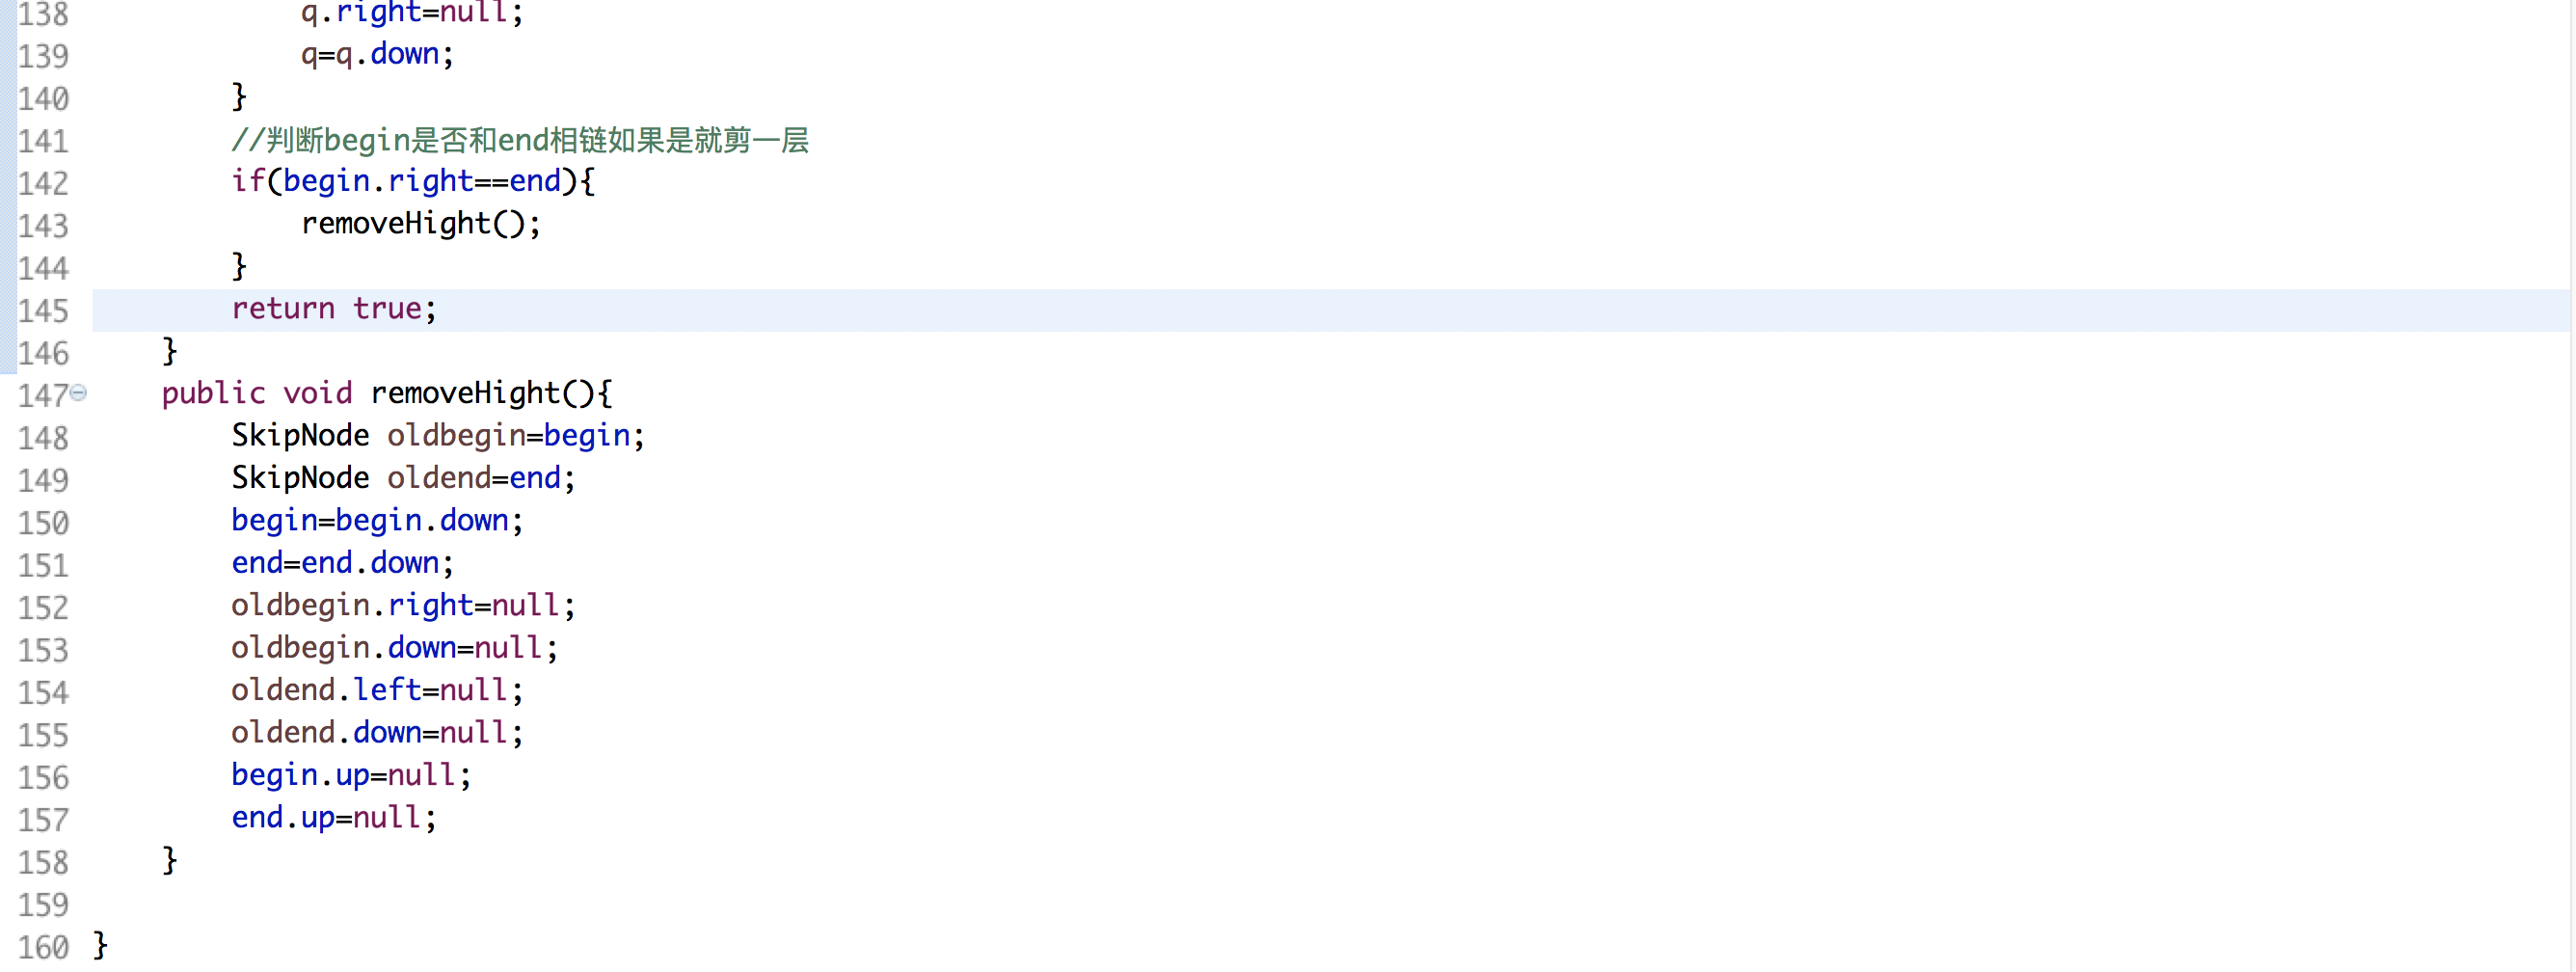 138             q.right=null;
139             q=q.down;
140         }
141         //判断begin是否和end相链如果是就剪一层
142         if(begin.right==end){
143             removeHight();
144         }
145         return true;
146     }
147     public void removeHight(){
148         SkipNode oldbegin=begin;
149         SkipNode oldend=end;
150         begin=begin.down;
151         end=end.down;
152         oldbegin.right=null;
153         oldbegin.down=null;
154         oldend.left=null;
155         oldend.down=null;
156         begin.up=null;
157         end.up=null;
158     }
159
160 }